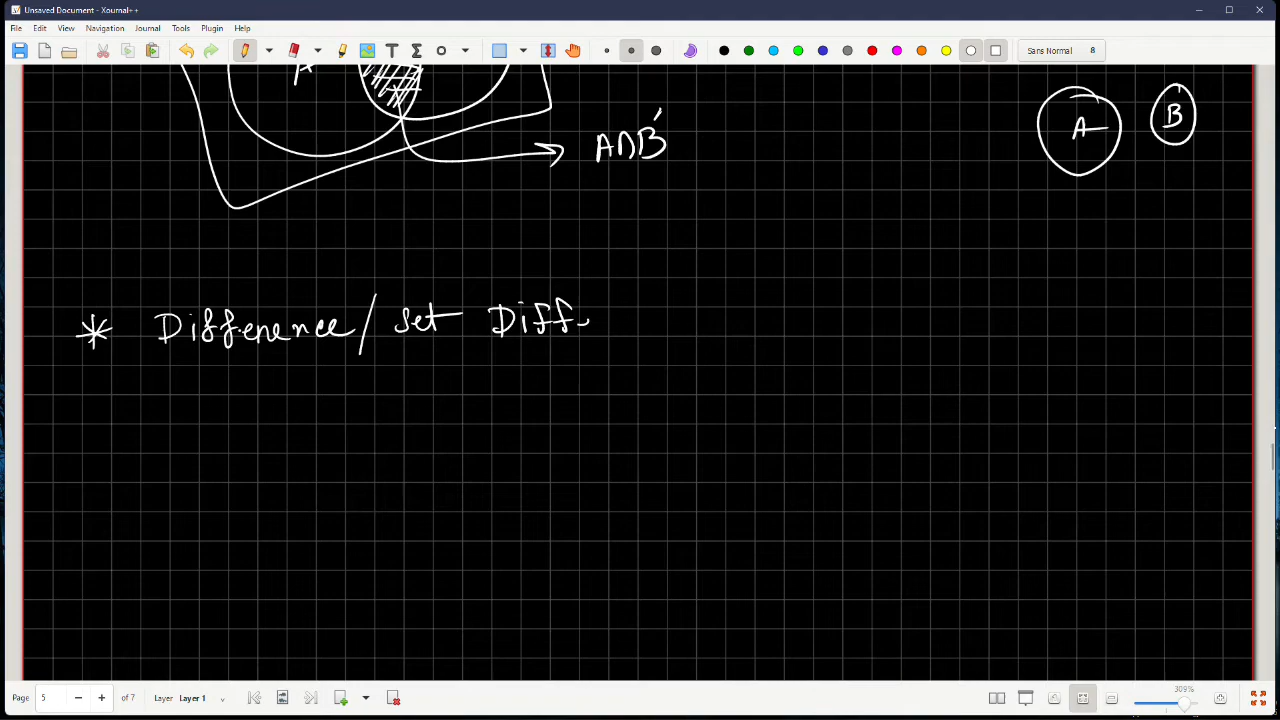 Unsaved Document - Xournal++
File Edit View Navigation Journal Tools Plugin Help
Sans Normal 8
A
A∩B
A B
* Difference/ Set Diff.
Page 5 of 7 Layer Layer 1
309%